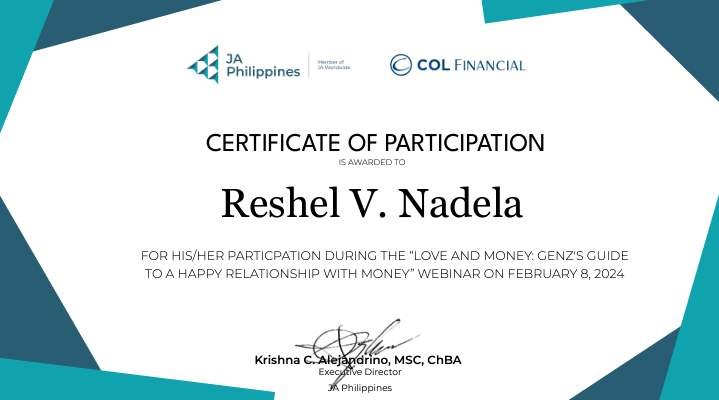 JA
Philippines
Member of
JA Worldwide
COL FINANCIAL
CERTIFICATE OF PARTICIPATION
IS AWARDED TO
Reshel V. Nadela
FOR HIS/HER PARTICPATION DURING THE “LOVE AND MONEY: GENZ'S GUIDE
TO A HAPPY RELATIONSHIP WITH MONEY” WEBINAR ON FEBRUARY 8, 2024
Krishna C. Alejandrino, MSC, ChBA
Executive Director
JA Philippines